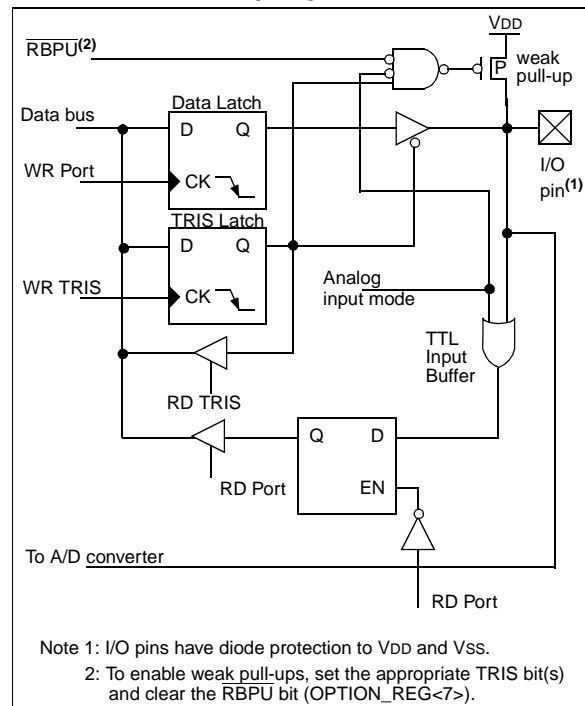 VDD
RBPU(2)
P
weak
pull-up
Data Latch
Data bus
D
Q
WR Port
CK
I/O
pin(1)
TRIS Latch
D
Q
WR TRIS
CK
Analog
input mode
TTL
Input
Buffer
RD TRIS
Q
D
RD Port
EN
To A/D converter
RD Port
Note 1: I/O pins have diode protection to VDD and VSS.
2: To enable weak pull-ups, set the appropriate TRIS bit(s)
and clear the RBPU bit (OPTION_REG<7>).